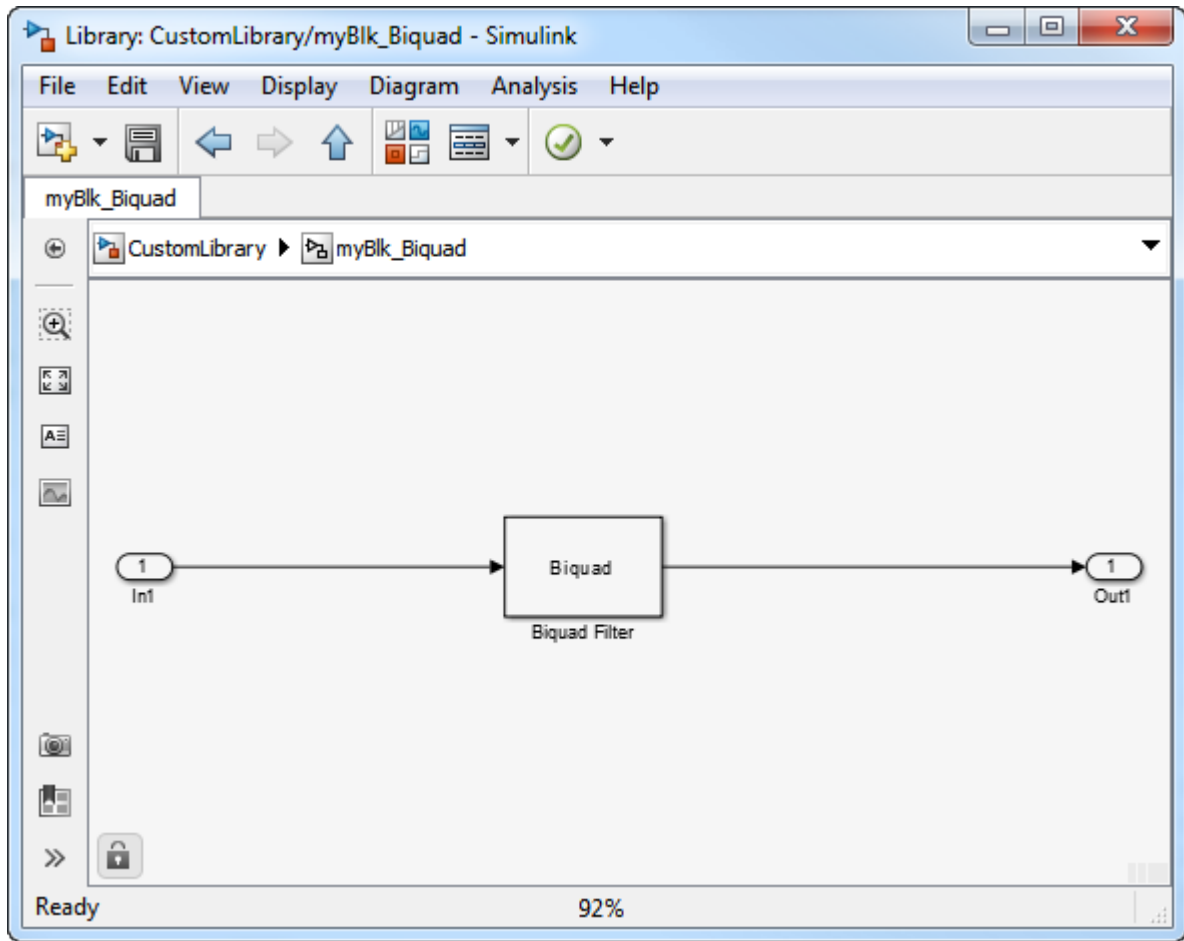 Library: CustomLibrary/myBlk_Biquad - Simulink
File Edit View Display Diagram Analysis Help
myBlk_Biquad
CustomLibrary myBlk_Biquad
1 Biquad 1
In1 Out1
Biquad Filter
Ready 92%